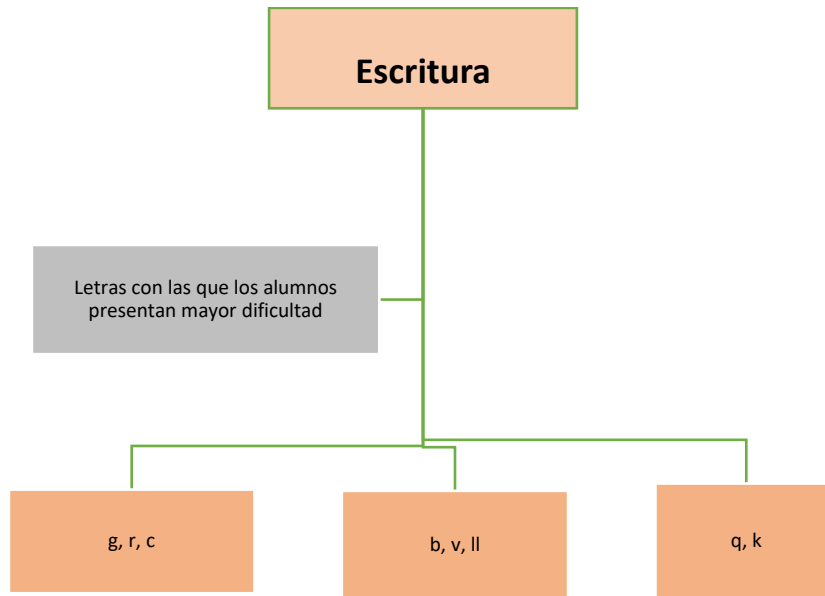 Escritura
Letras con las que los alumnos
presentan mayor dificultad
g, r, c
b, v, ll
q, k